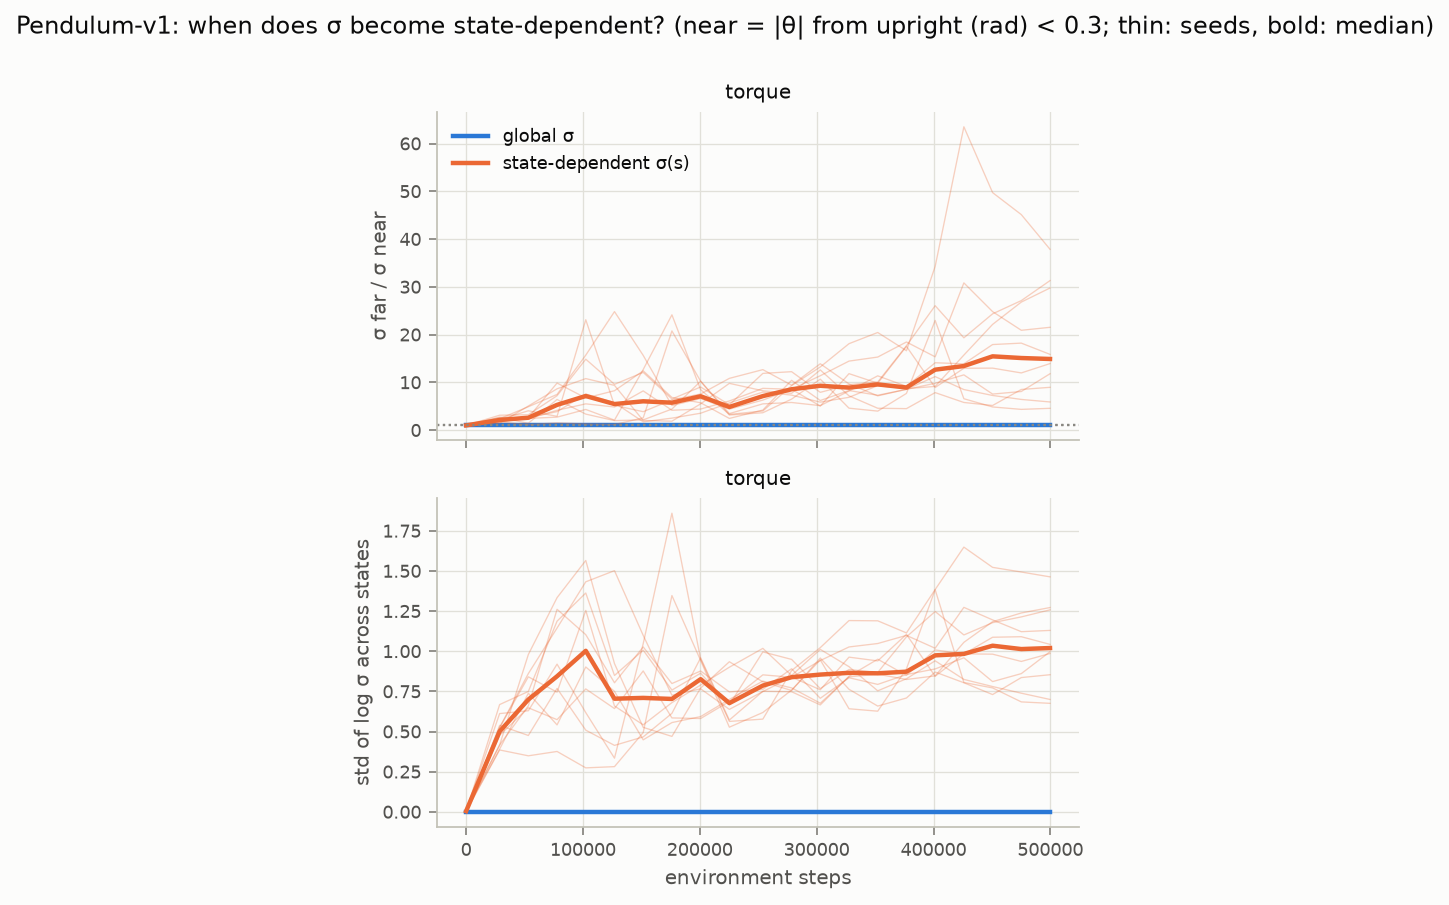 Pendulum-v1: when does σ become state-dependent? (near = |θ| from upright (rad) < 0.3; thin: seeds, bold: median)
torque
global σ
state-dependent σ(s)
σ far / σ near
60
50
40
30
20
10
0
torque
std of log σ across states
1.75
1.50
1.25
1.00
0.75
0.50
0.25
0.00
0
100000
200000
300000
400000
500000
environment steps